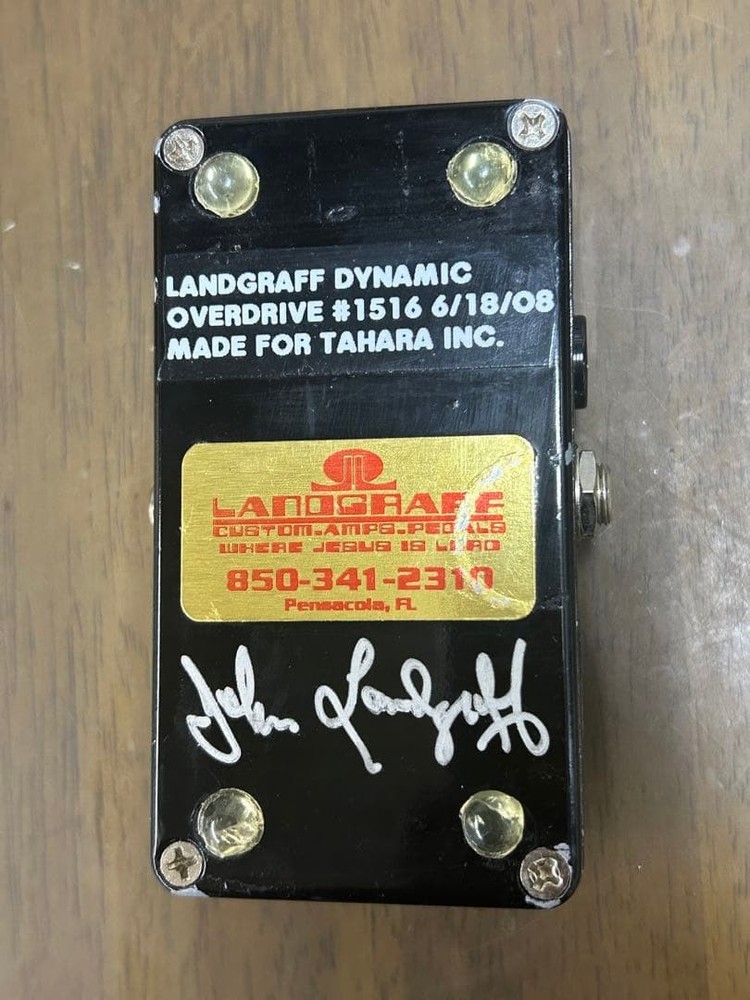 LANDGRAFF DYNAMIC
OVERDRIVE #1516 6/18/08
MADE FOR TAHARA INC.
LANDGRAFF
CUSTOM-AMPS-PEDALS
WHERE JESUS IS LORD
850-341-2310
Pensacola, FL
John Landgraff